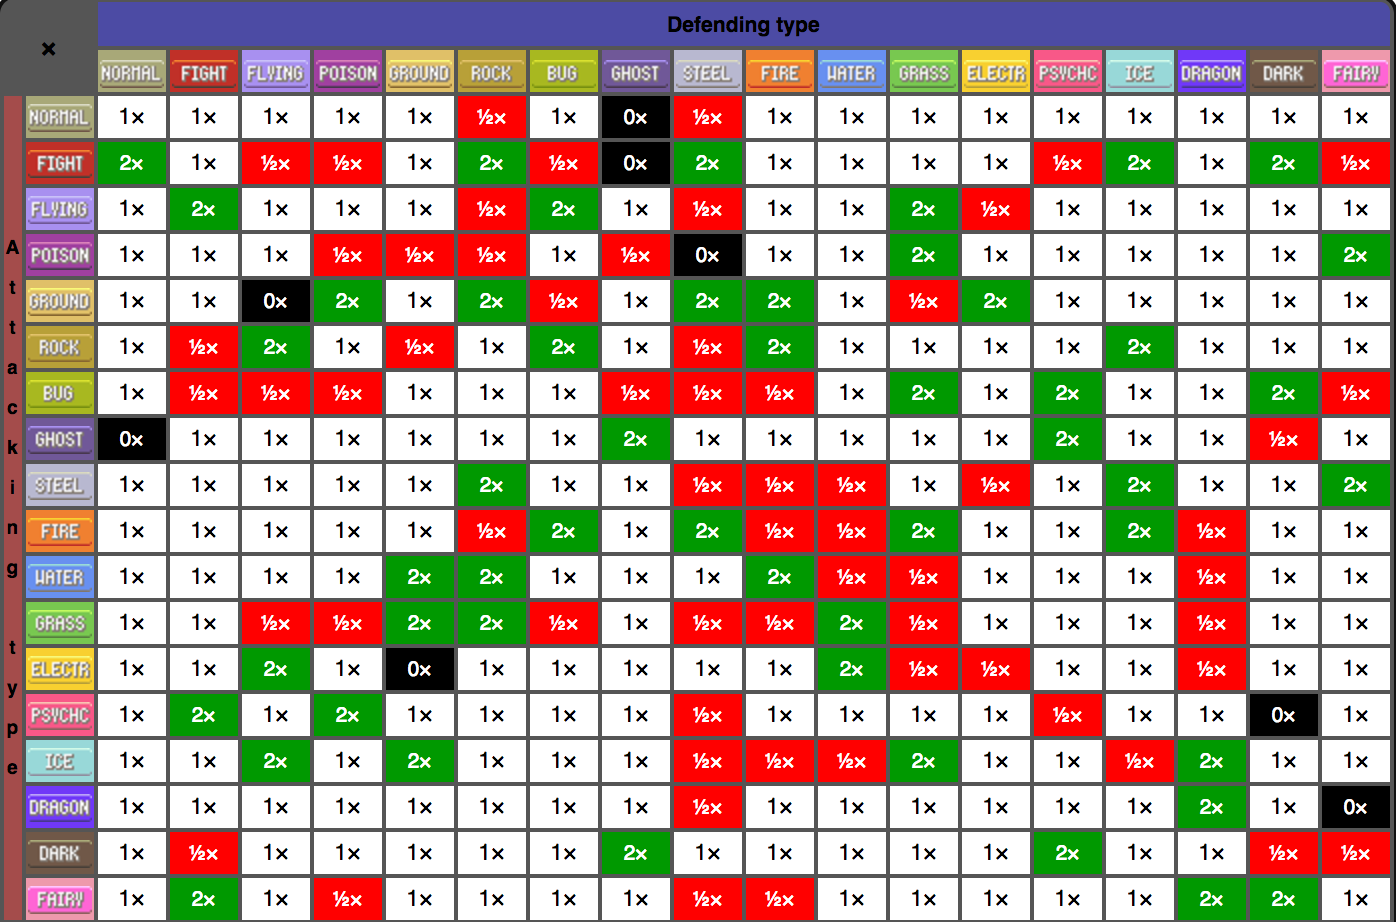 Defending type
× NORMAL FIGHT FLYING POISON GROUND ROCK BUG GHOST STEEL FIRE WATER GRASS ELECTR PSYCHC ICE DRAGON DARK FAIRY
Attacking type
NORMAL 1× 1× 1× 1× 1× ½× 1× 0× ½× 1× 1× 1× 1× 1× 1× 1× 1× 1×
FIGHT 2× 1× ½× ½× 1× 2× ½× 0× 2× 1× 1× 1× 1× ½× 2× 1× 2× ½×
FLYING 1× 2× 1× 1× 1× ½× 2× 1× ½× 1× 1× 2× ½× 1× 1× 1× 1× 1×
POISON 1× 1× 1× ½× ½× ½× 1× ½× 0× 1× 1× 2× 1× 1× 1× 1× 1× 2×
GROUND 1× 1× 0× 2× 1× 2× ½× 1× 2× 2× 1× ½× 2× 1× 1× 1× 1× 1×
ROCK 1× ½× 2× 1× ½× 1× 2× 1× ½× 2× 1× 1× 1× 1× 2× 1× 1× 1×
BUG 1× ½× ½× ½× 1× 1× 1× ½× ½× ½× 1× 2× 1× 2× 1× 1× 2× ½×
GHOST 0× 1× 1× 1× 1× 1× 1× 2× 1× 1× 1× 1× 1× 2× 1× 1× ½× 1×
STEEL 1× 1× 1× 1× 1× 2× 1× 1× ½× ½× ½× 1× ½× 1× 2× 1× 1× 2×
FIRE 1× 1× 1× 1× 1× ½× 2× 1× 2× ½× ½× 2× 1× 1× 2× ½× 1× 1×
WATER 1× 1× 1× 1× 2× 2× 1× 1× 1× 2× ½× ½× 1× 1× 1× ½× 1× 1×
GRASS 1× 1× ½× ½× 2× 2× ½× 1× ½× ½× 2× ½× 1× 1× 1× ½× 1× 1×
ELECTR 1× 1× 2× 1× 0× 1× 1× 1× 1× 1× 2× ½× ½× 1× 1× ½× 1× 1×
PSYCHC 1× 2× 1× 2× 1× 1× 1× 1× ½× 1× 1× 1× 1× ½× 1× 1× 0× 1×
ICE 1× 1× 2× 1× 2× 1× 1× 1× ½× ½× ½× 2× 1× 1× ½× 2× 1× 1×
DRAGON 1× 1× 1× 1× 1× 1× 1× 1× ½× 1× 1× 1× 1× 1× 1× 2× 1× 0×
DARK 1× ½× 1× 1× 1× 1× 1× 2× 1× 1× 1× 1× 1× 2× 1× 1× ½× ½×
FAIRY 1× 2× 1× ½× 1× 1× 1× 1× ½× ½× 1× 1× 1× 1× 1× 2× 2× 1×